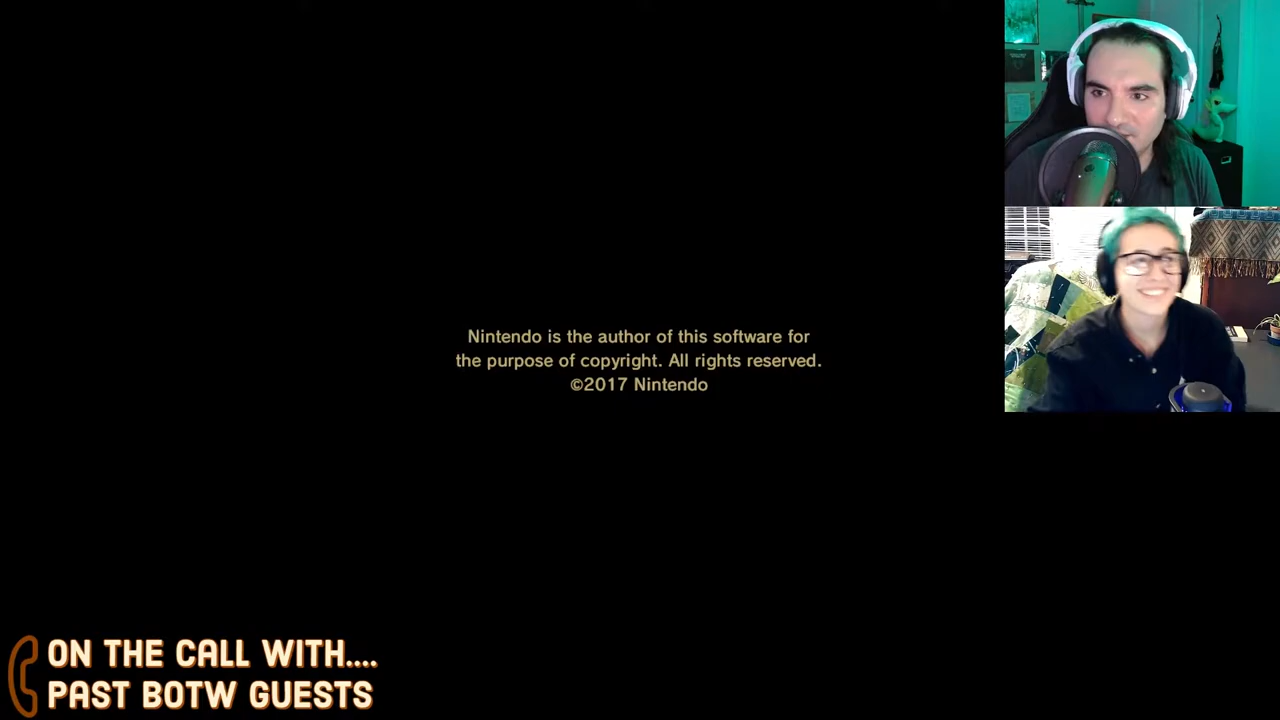 Nintendo is the author of this software for
the purpose of copyright. All rights reserved.
©2017 Nintendo
ON THE CALL WITH....
PAST BOTW GUESTS